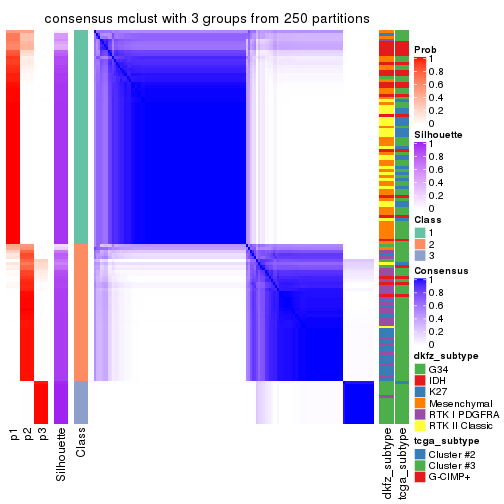 consensus mclust with 3 groups from 250 partitions
Prob
1
0.8
0.6
0.4
0.2
0
Silhouette
1
0.8
0.6
0.4
0.2
0
Class
1
2
3
Consensus
1
0.8
0.6
0.4
0.2
0
dkfz_subtype
G34
IDH
K27
Mesenchymal
RTK I PDGFRA
RTK II Classic
tcga_subtype
Cluster #2
Cluster #3
G-CIMP+
p1
p2
p3
Silhouette
Class
dkfz_subtype
tcga_subtype